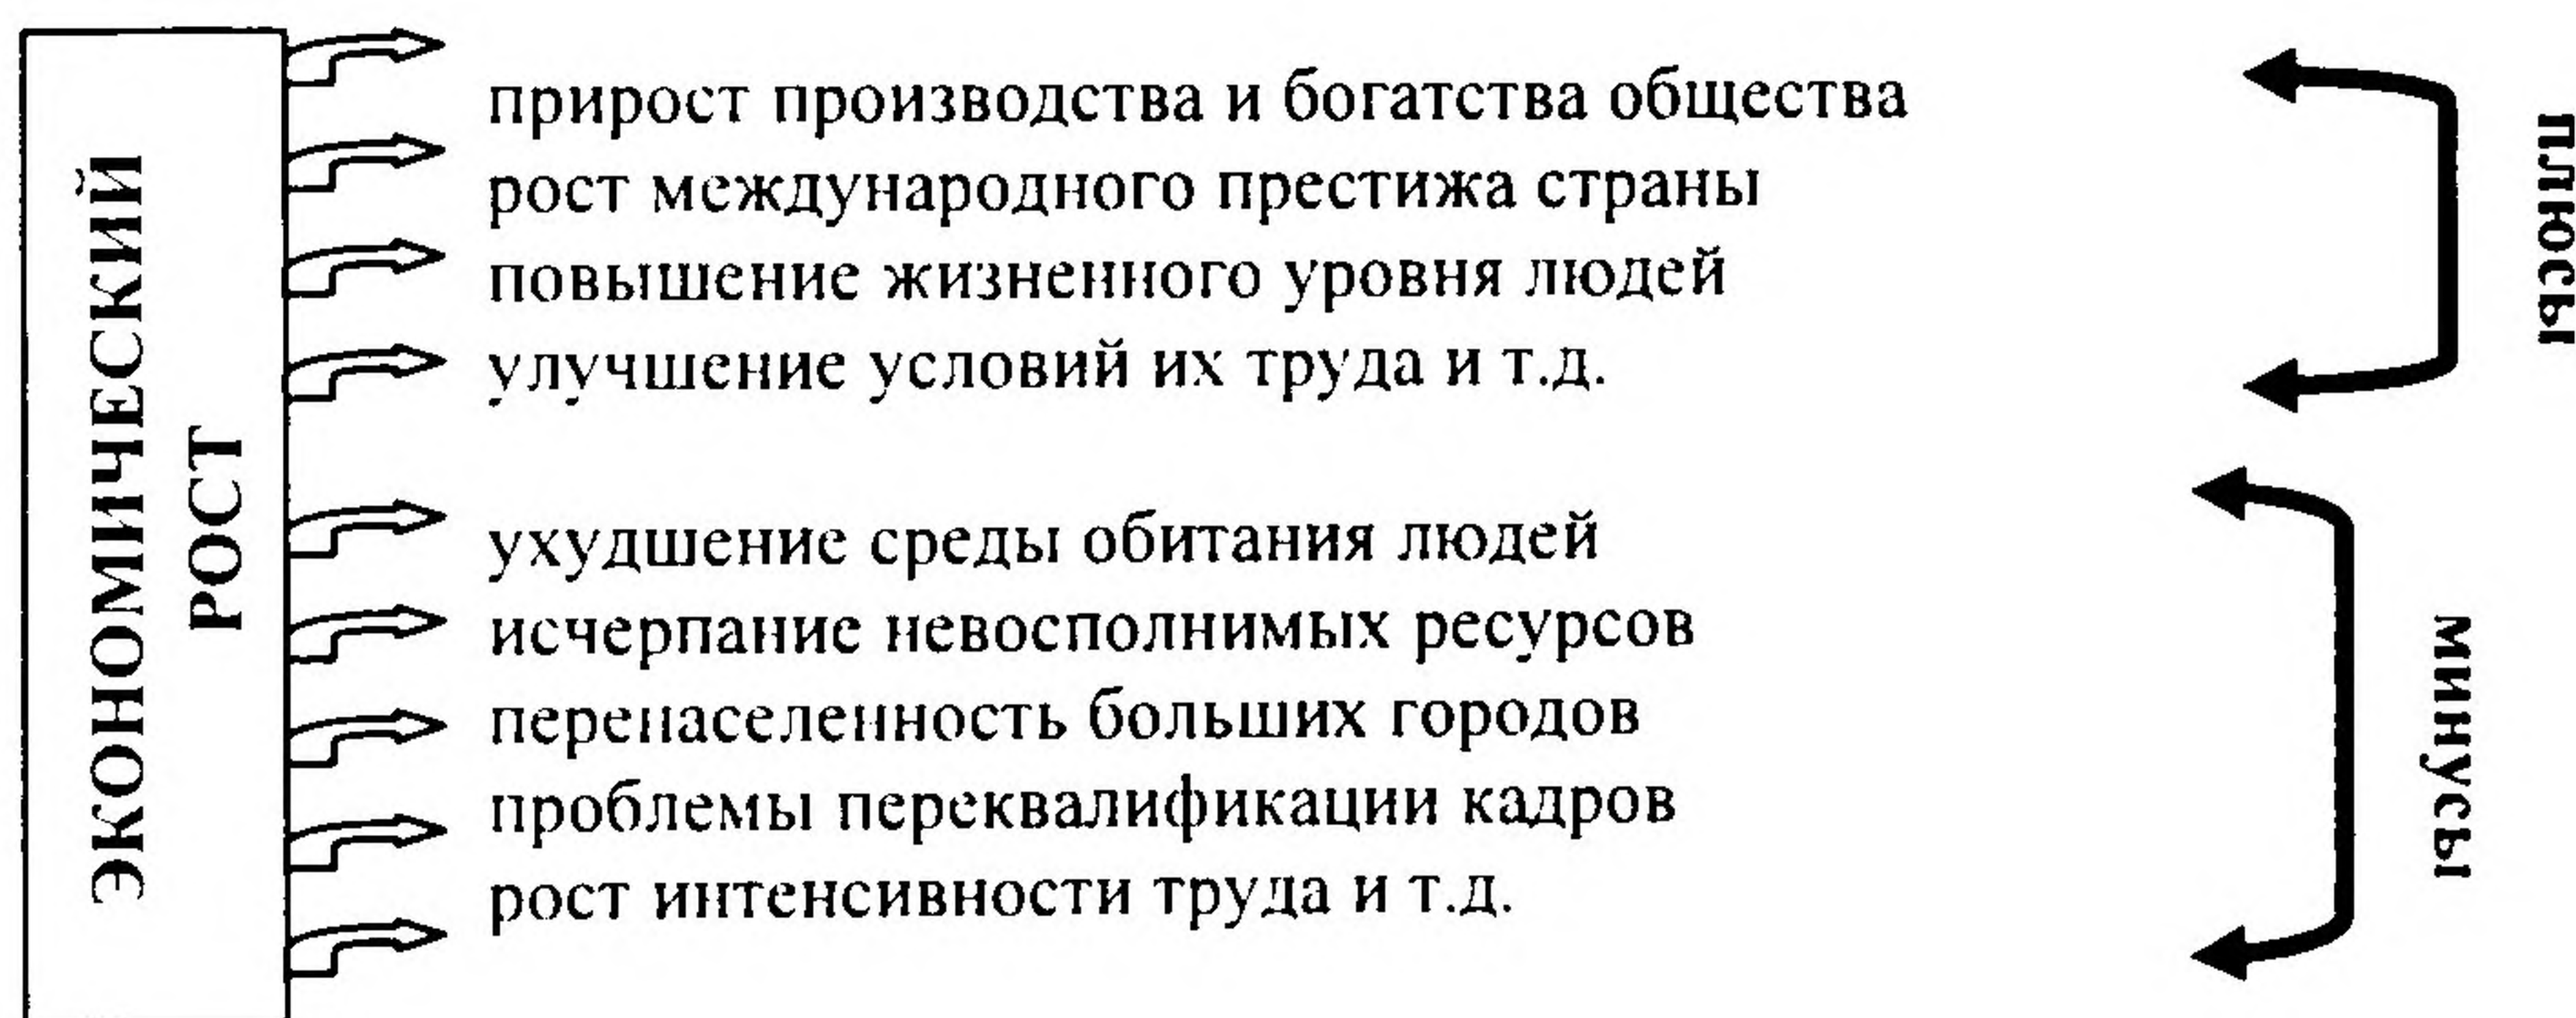 ЭКОНОМИЧЕСКИЙ
РОСТ
прирост производства и богатства общества
рост международного престижа страны
повышение жизненного уровня людей
улучшение условий их труда и т.д.
ПЛЮСЫ
ухудшение среды обитания людей
исчерпание невосполнимых ресурсов
перенаселенность больших городов
проблемы переквалификации кадров
рост интенсивности труда и т.д.
МИНУСЫ